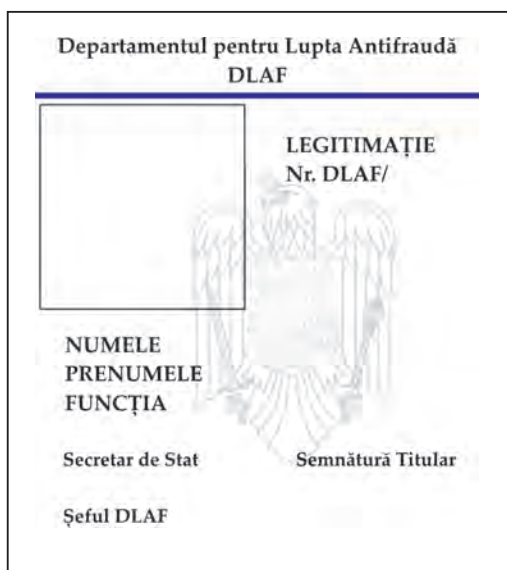 Departamentul pentru Lupta Antifraudă
DLAF
LEGITIMAȚIE
Nr. DLAF/
NUMELE
PRENUMELE
FUNCȚIA
Secretar de Stat Semnătură Titular
Șeful DLAF